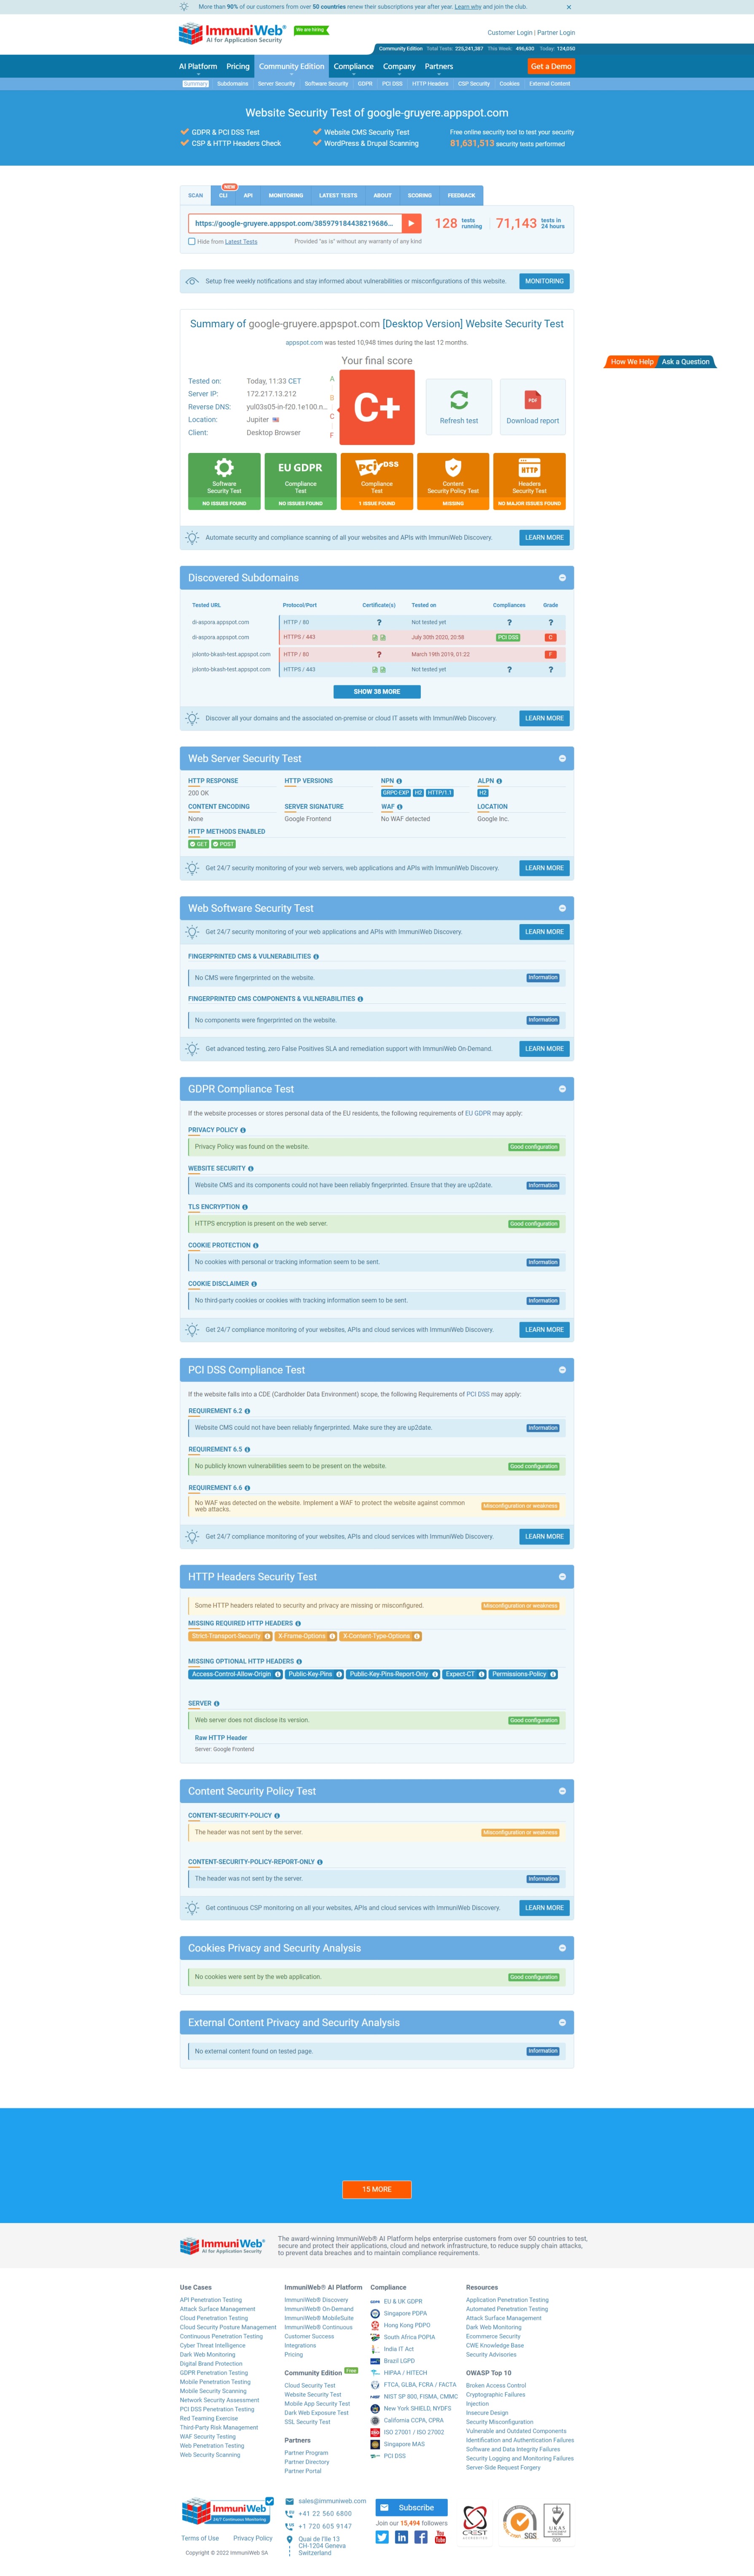 More than 90% of our customers from over 50 countries renew their subscriptions year after year. Learn why and join the club.
ImmuniWeb®
AI for Application Security
We are hiring
Customer Login | Partner Login
Community Edition Total Tests: 225,241,387 This Week: 496,630 Today: 124,050
AI Platform Pricing Community Edition Compliance Company Partners Get a Demo
Summary Subdomains Server Security Software Security GDPR PCI DSS HTTP Headers CSP Security Cookies External Content
Website Security Test of google-gruyere.appspot.com
GDPR & PCI DSS Test Website CMS Security Test Free online security tool to test your security
CSP & HTTP Headers Check WordPress & Drupal Scanning 81,631,513 security tests performed
NEW
SCAN CLI API MONITORING LATEST TESTS ABOUT SCORING FEEDBACK
https://google-gruyere.appspot.com/385979184438219686... 128 tests running 71,143 tests in 24 hours
Hide from Latest Tests Provided "as is" without any warranty of any kind
Setup free weekly notifications and stay informed about vulnerabilities or misconfigurations of this website. MONITORING
Summary of google-gruyere.appspot.com [Desktop Version] Website Security Test
appspot.com was tested 10,948 times during the last 12 months.
How We Help Ask a Question
Your final score
Tested on: Today, 11:33 CET
Server IP: 172.217.13.212
Reverse DNS: yul03s05-in-f20.1e100.n...
Location: Jupiter
Client: Desktop Browser
A
B
C
F
C+
Refresh test
PDF
Download report
Software Security Test
NO ISSUES FOUND
EU GDPR
Compliance Test
NO ISSUES FOUND
PCI DSS
Compliance Test
1 ISSUE FOUND
Content Security Policy Test
MISSING
HTTP
Headers Security Test
NO MAJOR ISSUES FOUND
Automate security and compliance scanning of all your websites and APIs with ImmuniWeb Discovery. LEARN MORE
Discovered Subdomains
Tested URL Protocol/Port Certificate(s) Tested on Compliances Grade
di-aspora.appspot.com HTTP / 80 ? Not tested yet ? ?
di-aspora.appspot.com HTTPS / 443 July 30th 2020, 20:58 PCI DSS C
jolonto-bkash-test.appspot.com HTTP / 80 ? March 19th 2019, 01:22 F
jolonto-bkash-test.appspot.com HTTPS / 443 Not tested yet ? ?
SHOW 38 MORE
Discover all your domains and the associated on-premise or cloud IT assets with ImmuniWeb Discovery. LEARN MORE
Web Server Security Test
HTTP RESPONSE HTTP VERSIONS NPN ALPN
200 OK GRPC-EXP H2 HTTP/1.1 H2
CONTENT ENCODING SERVER SIGNATURE WAF LOCATION
None Google Frontend No WAF detected Google Inc.
HTTP METHODS ENABLED
GET POST
Get 24/7 security monitoring of your web servers, web applications and APIs with ImmuniWeb Discovery. LEARN MORE
Web Software Security Test
Get 24/7 security monitoring of your web applications and APIs with ImmuniWeb Discovery. LEARN MORE
FINGERPRINTED CMS & VULNERABILITIES
No CMS were fingerprinted on the website. Information
FINGERPRINTED CMS COMPONENTS & VULNERABILITIES
No components were fingerprinted on the website. Information
Get advanced testing, zero False Positives SLA and remediation support with ImmuniWeb On-Demand. LEARN MORE
GDPR Compliance Test
If the website processes or stores personal data of the EU residents, the following requirements of EU GDPR may apply:
PRIVACY POLICY
Privacy Policy was found on the website. Good configuration
WEBSITE SECURITY
Website CMS and its components could not have been reliably fingerprinted. Ensure that they are up2date. Information
TLS ENCRYPTION
HTTPS encryption is present on the web server. Good configuration
COOKIE PROTECTION
No cookies with personal or tracking information seem to be sent. Information
COOKIE DISCLAIMER
No third-party cookies or cookies with tracking information seem to be sent. Information
Get 24/7 compliance monitoring of your websites, APIs and cloud services with ImmuniWeb Discovery. LEARN MORE
PCI DSS Compliance Test
If the website falls into a CDE (Cardholder Data Environment) scope, the following Requirements of PCI DSS may apply:
REQUIREMENT 6.2
Website CMS could not have been reliably fingerprinted. Make sure they are up2date. Information
REQUIREMENT 6.5
No publicly known vulnerabilities seem to be present on the website. Good configuration
REQUIREMENT 6.6
No WAF was detected on the website. Implement a WAF to protect the website against common
web attacks. Misconfiguration or weakness
Get 24/7 compliance monitoring of your websites, APIs and cloud services with ImmuniWeb Discovery. LEARN MORE
HTTP Headers Security Test
Some HTTP headers related to security and privacy are missing or misconfigured. Misconfiguration or weakness
MISSING REQUIRED HTTP HEADERS
Strict-Transport-Security X-Frame-Options X-Content-Type-Options
MISSING OPTIONAL HTTP HEADERS
Access-Control-Allow-Origin Public-Key-Pins Public-Key-Pins-Report-Only Expect-CT Permissions-Policy
SERVER
Web server does not disclose its version. Good configuration
Raw HTTP Header
Server: Google Frontend
Content Security Policy Test
CONTENT-SECURITY-POLICY
The header was not sent by the server. Misconfiguration or weakness
CONTENT-SECURITY-POLICY-REPORT-ONLY
The header was not sent by the server. Information
Get continuous CSP monitoring on all your websites, APIs and cloud services with ImmuniWeb Discovery. LEARN MORE
Cookies Privacy and Security Analysis
No cookies were sent by the web application. Good configuration
External Content Privacy and Security Analysis
No external content found on tested page. Information
15 MORE
ImmuniWeb®
AI for Application Security
The award-winning ImmuniWeb® AI Platform helps enterprise customers from over 50 countries to test,
secure and protect their applications, cloud and network infrastructure, to reduce supply chain attacks,
to prevent data breaches and to maintain compliance requirements.
Use Cases
API Penetration Testing
Attack Surface Management
Cloud Penetration Testing
Cloud Security Posture Management
Continuous Penetration Testing
Cyber Threat Intelligence
Dark Web Monitoring
Digital Brand Protection
GDPR Penetration Testing
Mobile Penetration Testing
Mobile Security Scanning
Network Security Assessment
PCI DSS Penetration Testing
Red Teaming Exercise
Third-Party Risk Management
WAF Security Testing
Web Penetration Testing
Web Security Scanning
ImmuniWeb® AI Platform
ImmuniWeb® Discovery
ImmuniWeb® On-Demand
ImmuniWeb® MobileSuite
ImmuniWeb® Continuous
Customer Success
Integrations
Pricing
Community Edition Free
Cloud Security Test
Website Security Test
Mobile App Security Test
Dark Web Exposure Test
SSL Security Test
Partners
Partner Program
Partner Directory
Partner Portal
Compliance
EU & UK GDPR
Singapore PDPA
Hong Kong PDPO
South Africa POPIA
India IT Act
Brazil LGPD
HIPAA / HITECH
FTCA, GLBA, FCRA / FACTA
NIST SP 800, FISMA, CMMC
New York SHIELD, NYDFS
California CCPA, CPRA
ISO 27001 / ISO 27002
Singapore MAS
PCI DSS
Resources
Application Penetration Testing
Automated Penetration Testing
Attack Surface Management
Dark Web Monitoring
Ecommerce Security
CWE Knowledge Base
Security Advisories
OWASP Top 10
Broken Access Control
Cryptographic Failures
Injection
Insecure Design
Security Misconfiguration
Vulnerable and Outdated Components
Identification and Authentication Failures
Software and Data Integrity Failures
Security Logging and Monitoring Failures
Server-Side Request Forgery
ImmuniWeb
24/7 Continuous Monitoring
Terms of Use Privacy Policy
Copyright © 2022 ImmuniWeb SA
sales@immuniweb.com
+41 22 560 6800
+1 720 605 9147
Quai de l'Ile 13
CH-1204 Geneva
Switzerland
Subscribe
Join our 15,494 followers
You Tube
CREST
SGS
UKAS
005